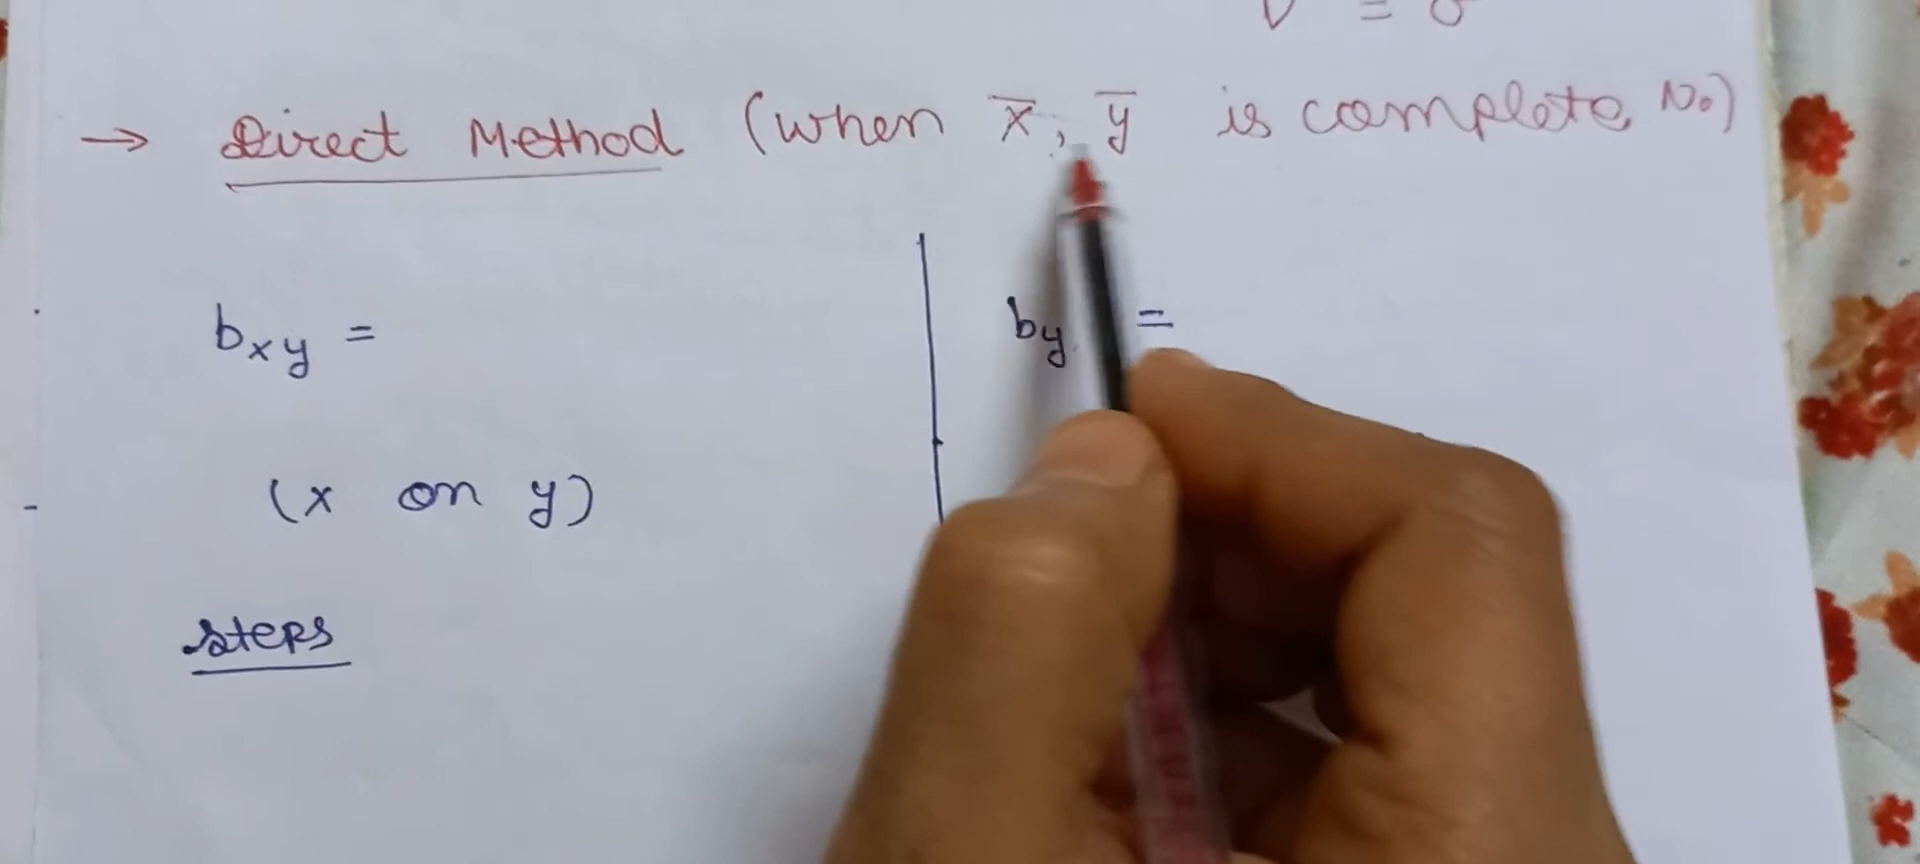 → Direct Method (when x̅, y̅ is complete No)
bxy =
by =
(x on y)
steps